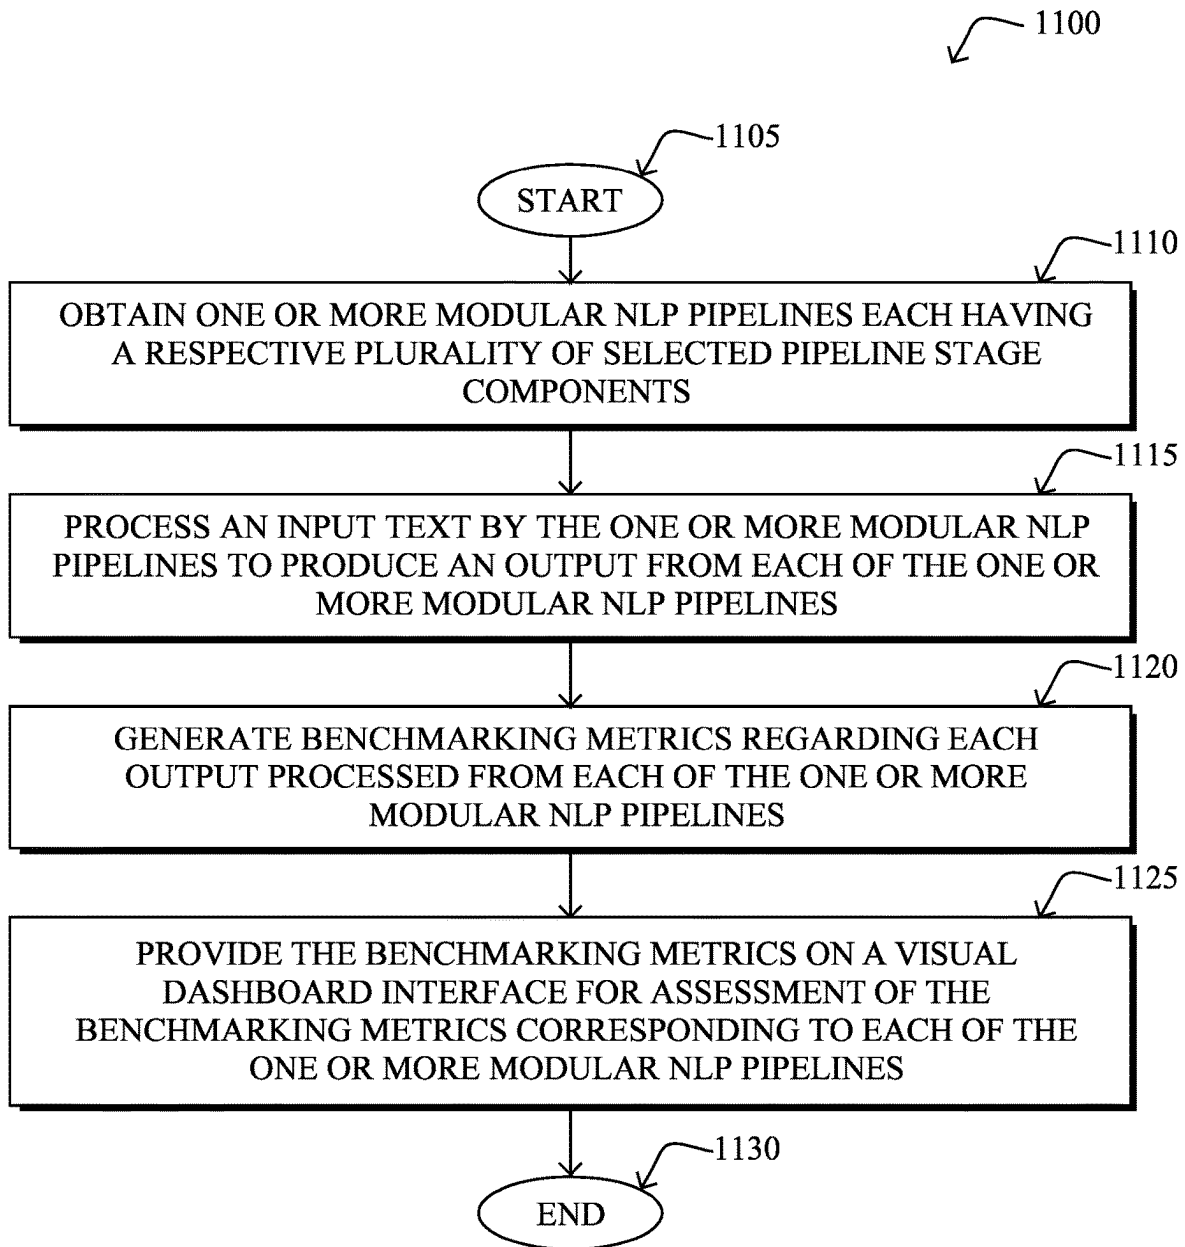 1100
1105
START
1110
OBTAIN ONE OR MORE MODULAR NLP PIPELINES EACH HAVING
A RESPECTIVE PLURALITY OF SELECTED PIPELINE STAGE
COMPONENTS
1115
PROCESS AN INPUT TEXT BY THE ONE OR MORE MODULAR NLP
PIPELINES TO PRODUCE AN OUTPUT FROM EACH OF THE ONE OR
MORE MODULAR NLP PIPELINES
1120
GENERATE BENCHMARKING METRICS REGARDING EACH
OUTPUT PROCESSED FROM EACH OF THE ONE OR MORE
MODULAR NLP PIPELINES
1125
PROVIDE THE BENCHMARKING METRICS ON A VISUAL
DASHBOARD INTERFACE FOR ASSESSMENT OF THE
BENCHMARKING METRICS CORRESPONDING TO EACH OF THE
ONE OR MORE MODULAR NLP PIPELINES
1130
END